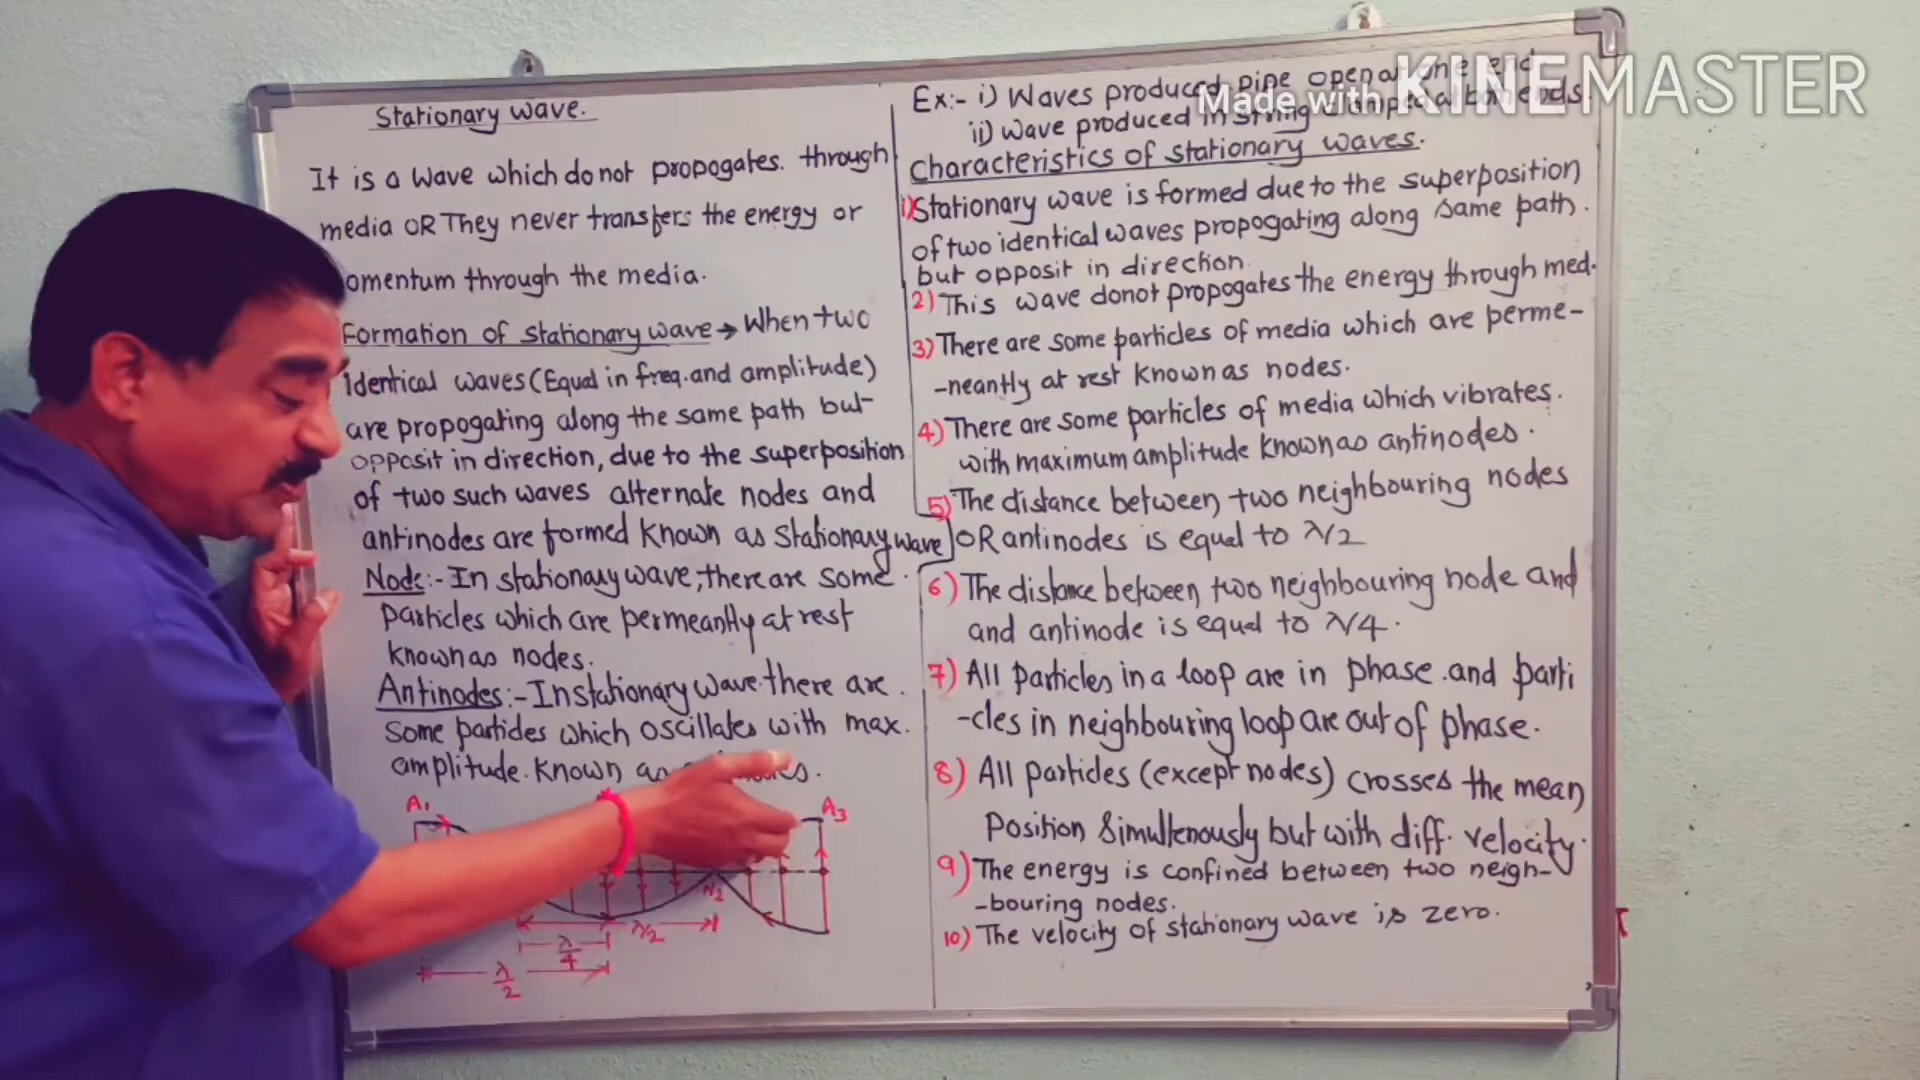 Stationary wave.
It is a wave which do not propogates. through
media OR They never transfers the energy or
omentum through the media.
Formation of stationary wave → When two
identical waves (Equal in freq. and amplitude)
are propogating along the same path but
opposit in direction, due to the superposition
of two such waves alternate nodes and
antinodes are formed known as stationary wave
Node:- In stationary wave, there are some
particles which are permeantly at rest
known as nodes.
Antinodes:- In stationary wave there are
some particles which oscillates with max.
amplitude. known as
A₁
A₃
N₂
λ/2
λ/4
λ/2
Ex:- i) Waves produced pipe open
ii) Wave produced in string ends.
Characteristics of stationary waves.
1) Stationary wave is formed due to the superposition
of two identical waves propogating along same path.
but opposit in direction.
2) This wave donot propogates the energy through med.
3) There are some particles of media which are perme-
-neantly at rest known as nodes.
4) There are some particles of media which vibrates.
with maximum amplitude known as antinodes.
5) The distance between two neighbouring nodes
OR antinodes is equal to λ/2
6) The distance between two neighbouring node and
and antinode is equal to λ/4.
7) All particles in a loop are in phase. and parti
-cles in neighbouring loop are out of phase.
8) All particles (except nodes) crosses the mean
position simultenously but with diff. velocity.
9) The energy is confined between two neigh-
-bouring nodes.
10) The velocity of stationary wave is zero.
Made with KINEMASTER